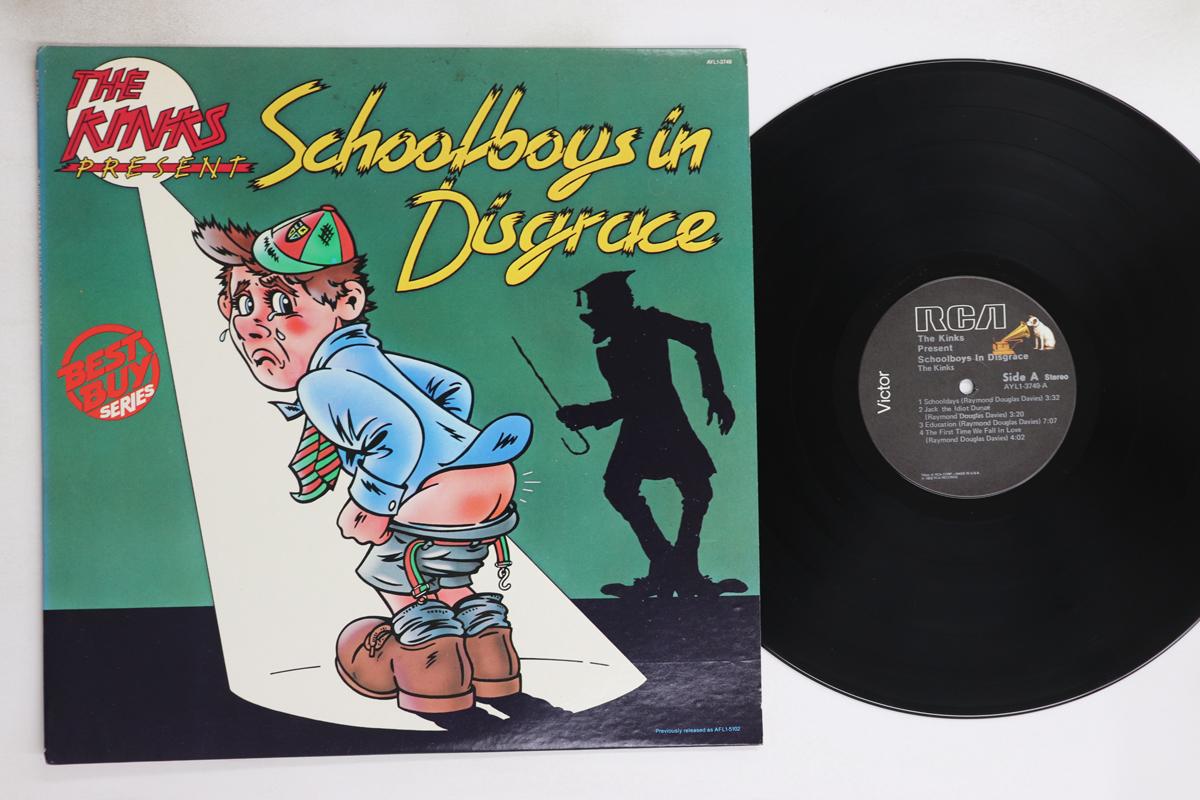 AYL1-3749
THE
KINKS
PRESENT
Schoolboys in
Disgrace
BEST
BUY
SERIES
Previously released as AFL1-5102
RCA
The Kinks
Present
Schoolboys In Disgrace
The Kinks
Victor
Side A Stereo
AYL1-3749-A
1 Schooldays (Raymond Douglas Davies) 3:32
2 Jack the Idiot Dunce
(Raymond Douglas Davies) 3:20
3 Education (Raymond Douglas Davies) 7:07
4 The First Time We Fall in Love
(Raymond Douglas Davies) 4:02